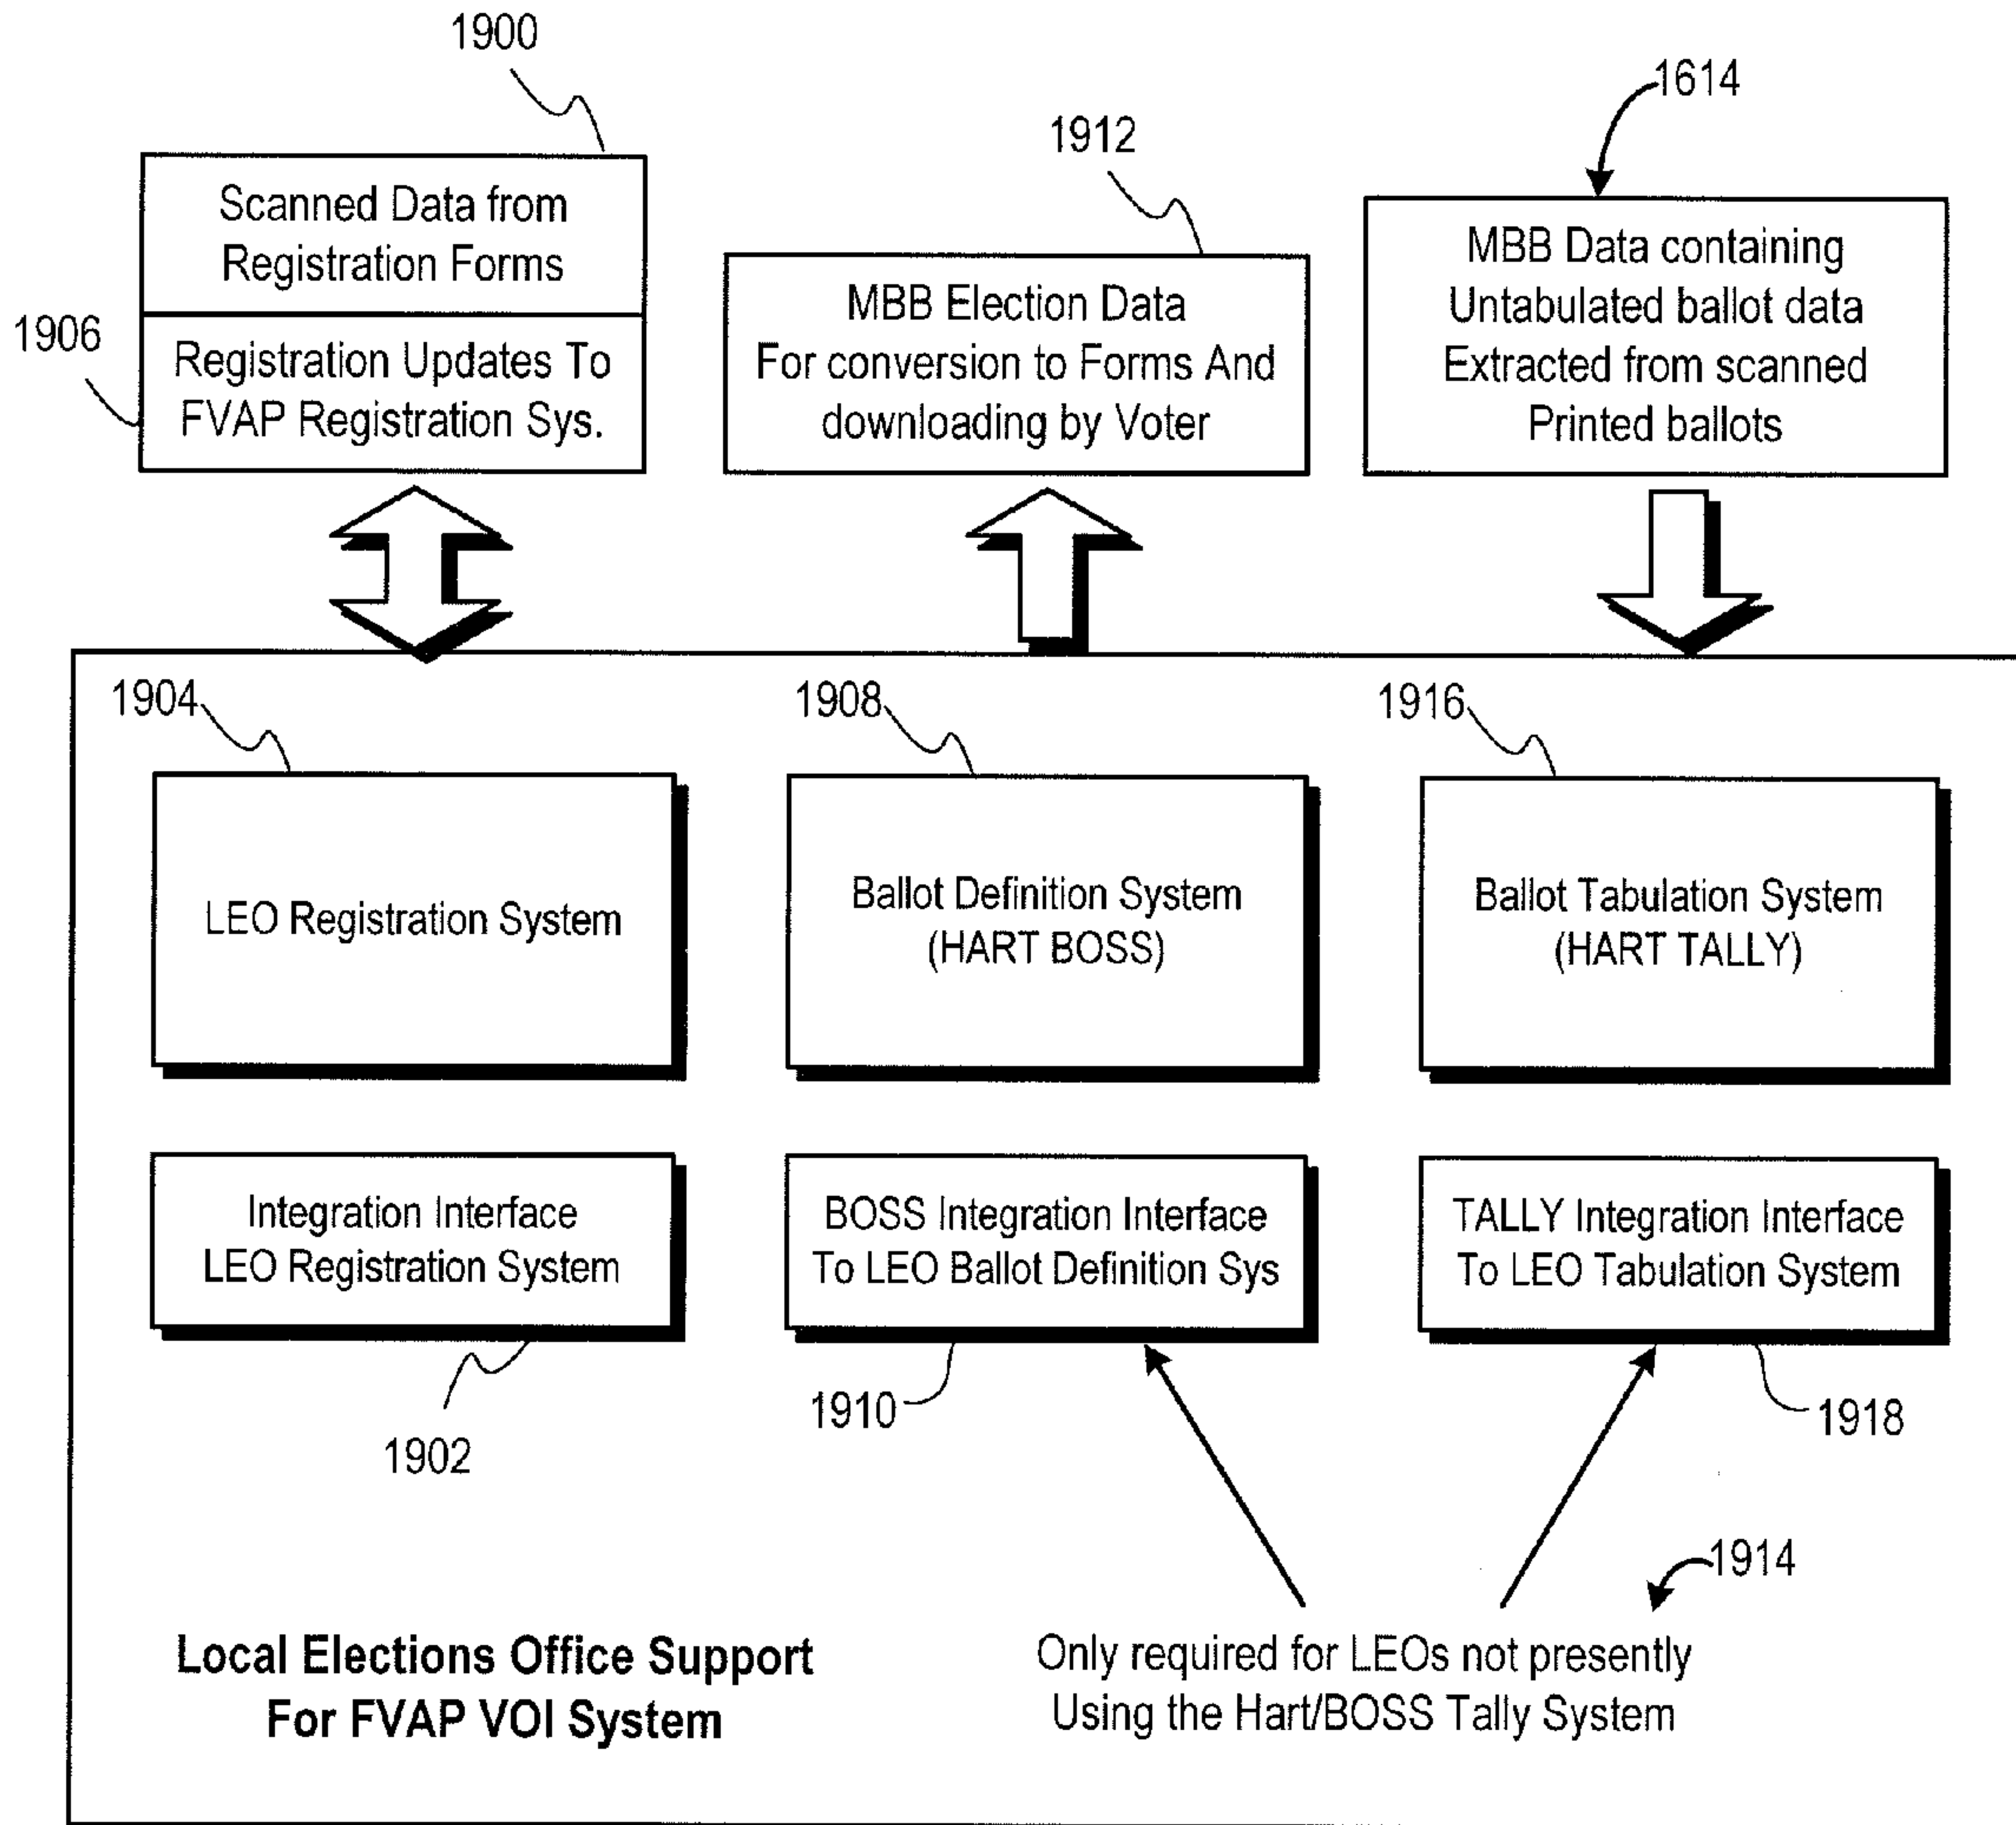 1900
1614
1912
Scanned Data from
Registration Forms
1906
Registration Updates To
FVAP Registration Sys.
MBB Election Data
For conversion to Forms And
downloading by Voter
MBB Data containing
Untabulated ballot data
Extracted from scanned
Printed ballots
1904
1908
1916
LEO Registration System
Ballot Definition System
(HART BOSS)
Ballot Tabulation System
(HART TALLY)
Integration Interface
LEO Registration System
BOSS Integration Interface
To LEO Ballot Definition Sys
TALLY Integration Interface
To LEO Tabulation System
1902
1910
1918
1914
Local Elections Office Support
For FVAP VOI System
Only required for LEOs not presently
Using the Hart/BOSS Tally System